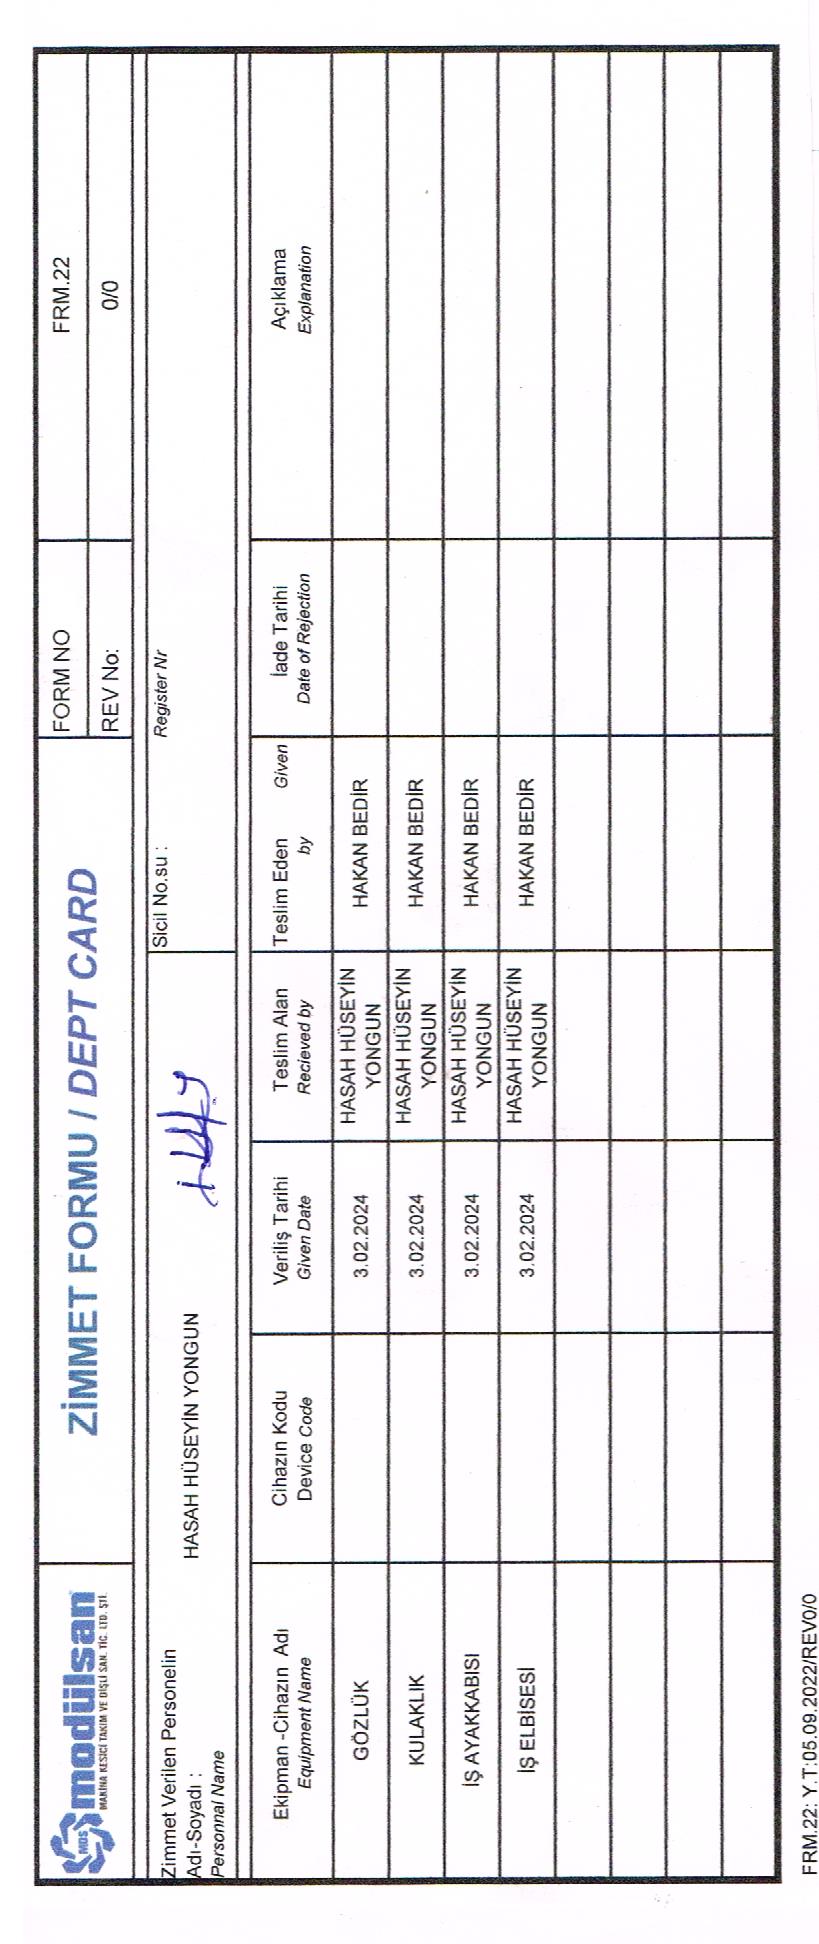 MDS
modülsan
MAKİNA KESİCİ TAKIM VE DİŞLİ SAN. TİC. LTD. ŞTİ.
ZİMMET FORMU / DEPT CARD
FORM NO FRM.22
REV No: 0/0
Zimmet Verilen Personelin
Adı-Soyadı : HASAH HÜSEYİN YONGUN
Personnal Name
Sicil No.su : Register Nr
Ekipman -Cihazın Adı Cihazın Kodu Veriliş Tarihi Teslim Alan Teslim Eden Given İade Tarihi Açıklama
Equipment Name Device Code Given Date Recieved by by Date of Rejection Explanation
GÖZLÜK 3.02.2024 HASAH HÜSEYİN YONGUN HAKAN BEDİR
KULAKLIK 3.02.2024 HASAH HÜSEYİN YONGUN HAKAN BEDİR
İŞ AYAKKABISI 3.02.2024 HASAH HÜSEYİN YONGUN HAKAN BEDİR
İŞ ELBİSESİ 3.02.2024 HASAH HÜSEYİN YONGUN HAKAN BEDİR
FRM.22: Y.T:05.09.2022/REV0/0